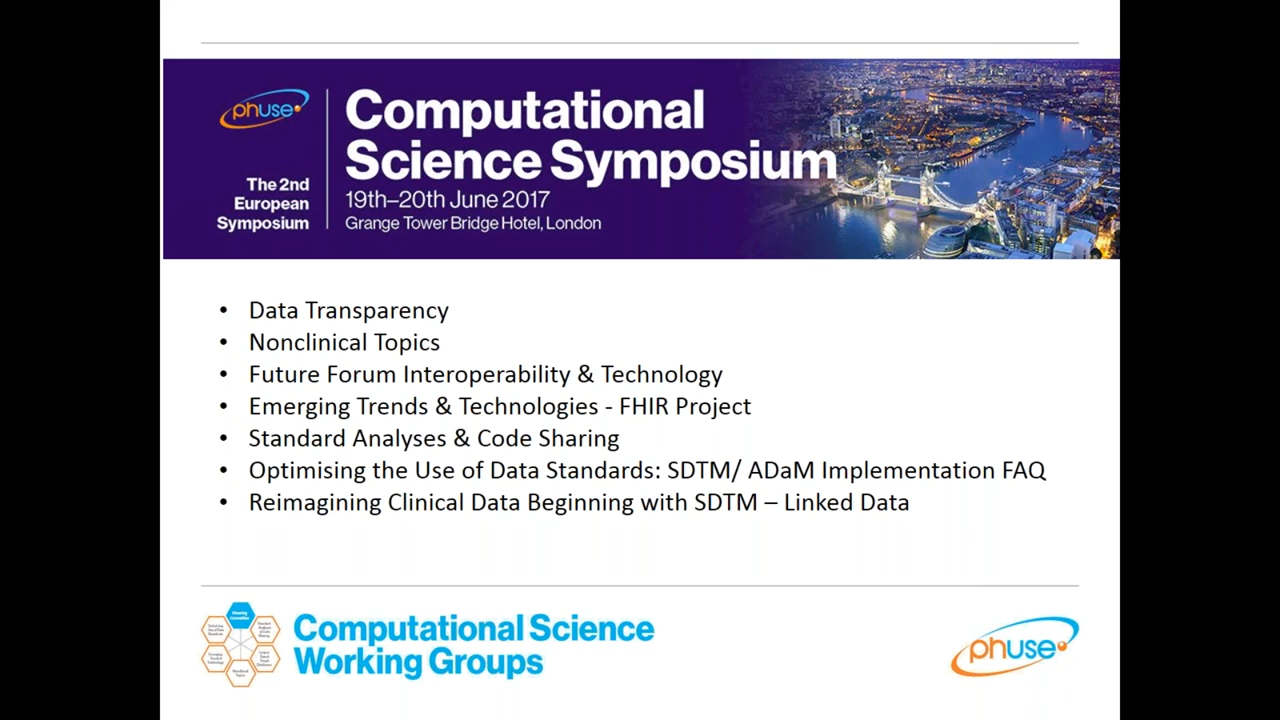 phuse
Computational
Science Symposium
The 2nd
European
Symposium
19th–20th June 2017
Grange Tower Bridge Hotel, London
• Data Transparency
• Nonclinical Topics
• Future Forum Interoperability & Technology
• Emerging Trends & Technologies - FHIR Project
• Standard Analyses & Code Sharing
• Optimising the Use of Data Standards: SDTM/ ADaM Implementation FAQ
• Reimagining Clinical Data Beginning with SDTM – Linked Data
Computational Science
Working Groups
phuse